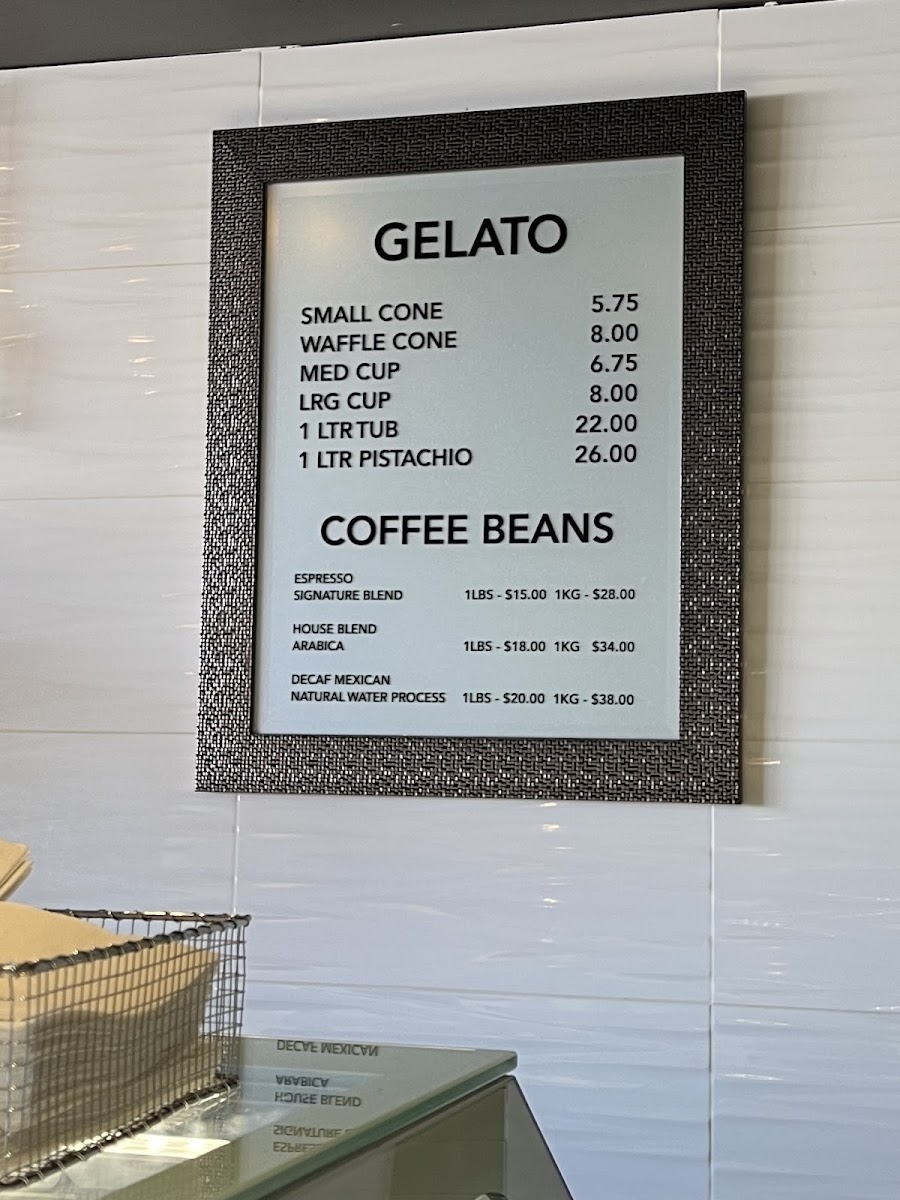 GELATO
SMALL CONE 5.75
WAFFLE CONE 8.00
MED CUP 6.75
LRG CUP 8.00
1 LTR TUB 22.00
1 LTR PISTACHIO 26.00
COFFEE BEANS
ESPRESSO
SIGNATURE BLEND 1LBS - $15.00 1KG - $28.00
HOUSE BLEND
ARABICA 1LBS - $18.00 1KG $34.00
DECAF MEXICAN
NATURAL WATER PROCESS 1LBS - $20.00 1KG - $38.00